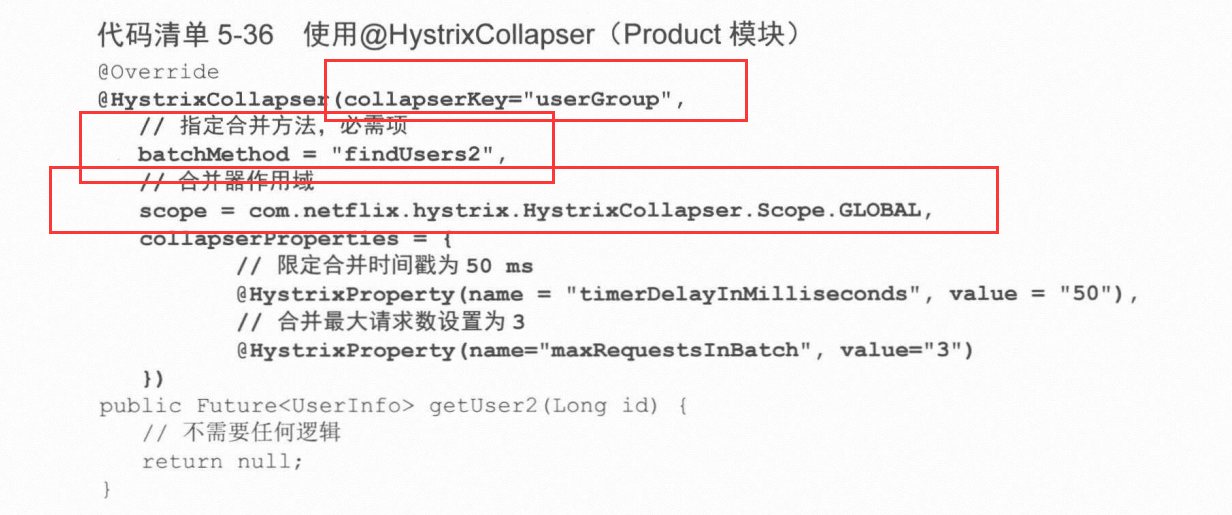 代码清单 5-36 使用@HystrixCollapser（Product 模块）
@Override
@HystrixCollapser(collapserKey="userGroup",
// 指定合并方法，必需项
batchMethod = "findUsers2",
// 合并器作用域
scope = com.netflix.hystrix.HystrixCollapser.Scope.GLOBAL,
collapserProperties = {
// 限定合并时间戳为 50 ms
@HystrixProperty(name = "timerDelayInMilliseconds", value = "50"),
// 合并最大请求数设置为 3
@HystrixProperty(name="maxRequestsInBatch", value="3")
})
public Future<UserInfo> getUser2(Long id) {
// 不需要任何逻辑
return null;
}